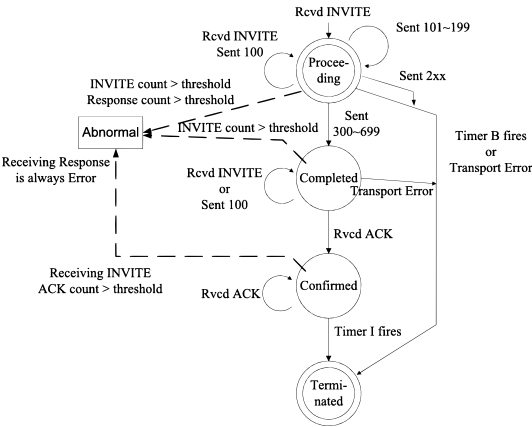 Rcvd INVITE
Rcvd INVITE
Sent 100
Sent 101~199
Procee-
ding
Sent 2xx
INVITE count > threshold
Response count > threshold
Sent
300~699
Abnormal
INVITE count > threshold
Timer B fires
or
Transport Error
Receiving Response
is always Error
Rcvd INVITE
or
Sent 100
Completed
Transport Error
Rvcd ACK
Receiving INVITE
ACK count > threshold
Rvcd ACK
Confirmed
Timer I fires
Termi-
nated